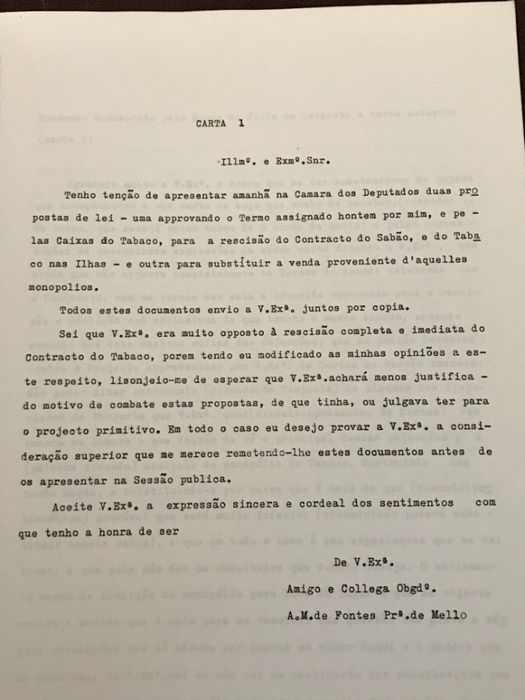 CARTA 1
Illmº. e Exmº.Snr.
Tenho tenção de apresentar amanhã na Camara dos Deputados duas pro
postas de lei - uma approvando o Termo assignado hontem por mim, e pe -
las Caixas do Tabaco, para a rescisão do Contracto do Sabão, e do Taba
co nas Ilhas - e outra para substituir a venda proveniente d'aquelles
monopolios.
Todos estes documentos envio a V.Exª. juntos por copia.
Sei que V.Exª. era muito opposto à rescisão completa e imediata do
Contracto do Tabaco, porem tendo eu modificado as minhas opiniões a es-
te respeito, lisonjeio-me de esperar que V.Exª.achará menos justifica -
do motivo de combate estas propostas, de que tinha, ou julgava ter para
o projecto primitivo. Em todo o caso eu desejo provar a V.Exª. a consi-
deração superior que me merece remetendo-lhe estes documentos antes de
os apresentar na Sessão publica.
Aceite V.Exª. a expressão sincera e cordeal dos sentimentos com
que tenho a honra de ser
De V.Exª.
Amigo e Collega Obgdº.
A.M.de Fontes Prª.de Mello